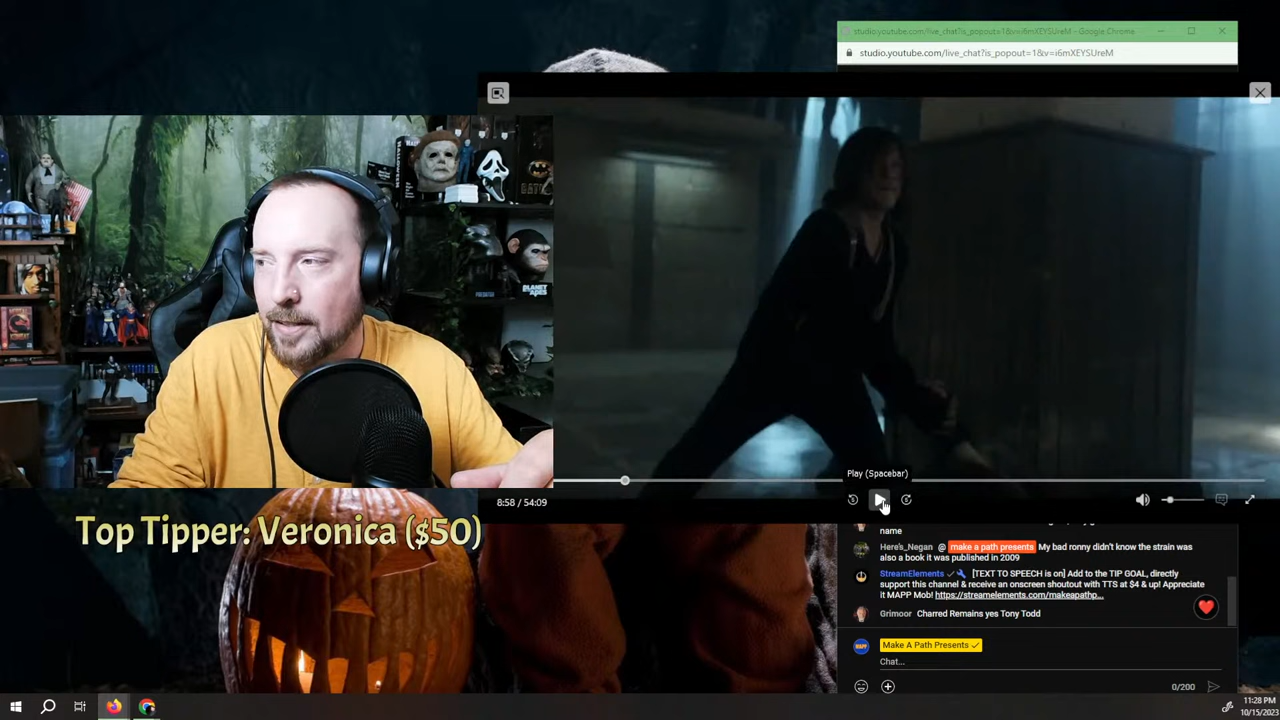 studio.youtube.com/live_chat?is_popout=1&v=i6mXEYSUreM - Google Chrome
studio.youtube.com/live_chat?is_popout=1&v=i6mXEYSUreM
HALLOWEEN
PREDATOR
PLANET
APES
Play (Spacebar)
8:58 / 54:09
Top Tipper: Veronica ($50)
name
Here's_Negan @ make a path presents My bad ronny didn't know the strain was
also a book it was published in 2009
StreamElements [TEXT TO SPEECH is on] Add to the TIP GOAL, directly
support this channel & receive an onscreen shoutout with TTS at $4 & up! Appreciate
it MAPP Mob! https://streamelements.com/makeapathp...
Grimoor Charred Remains yes Tony Todd
MAPP
Make A Path Presents
Chat...
0/200
11:28 PM
10/15/2023